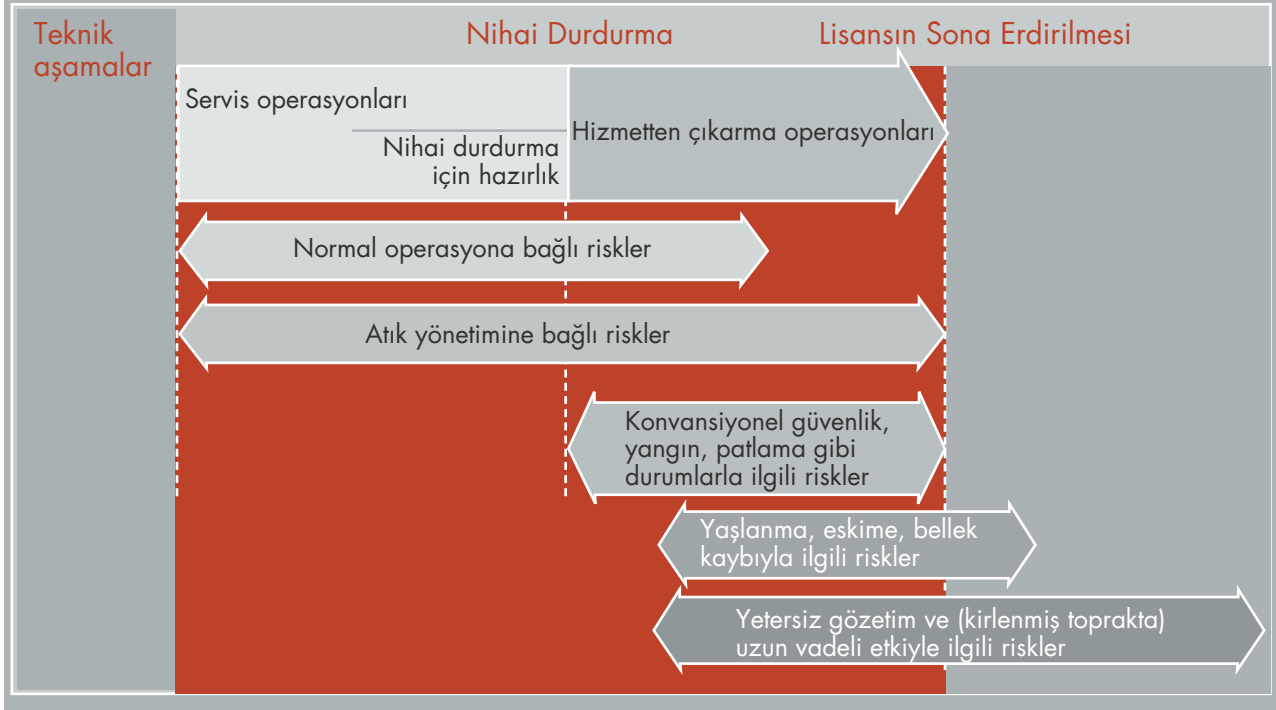 Teknik
aşamalar
Nihai Durdurma
Lisansın Sona Erdirilmesi
Servis operasyonları
Nihai durdurma
için hazırlık
Hizmetten çıkarma operasyonları
Normal operasyona bağlı riskler
Atık yönetimine bağlı riskler
Konvansiyonel güvenlik,
yangın, patlama gibi
durumlarla ilgili riskler
Yaşlanma, eskime, bellek
kaybıyla ilgili riskler
Yetersiz gözetim ve (kirlenmiş toprakta)
uzun vadeli etkiyle ilgili riskler